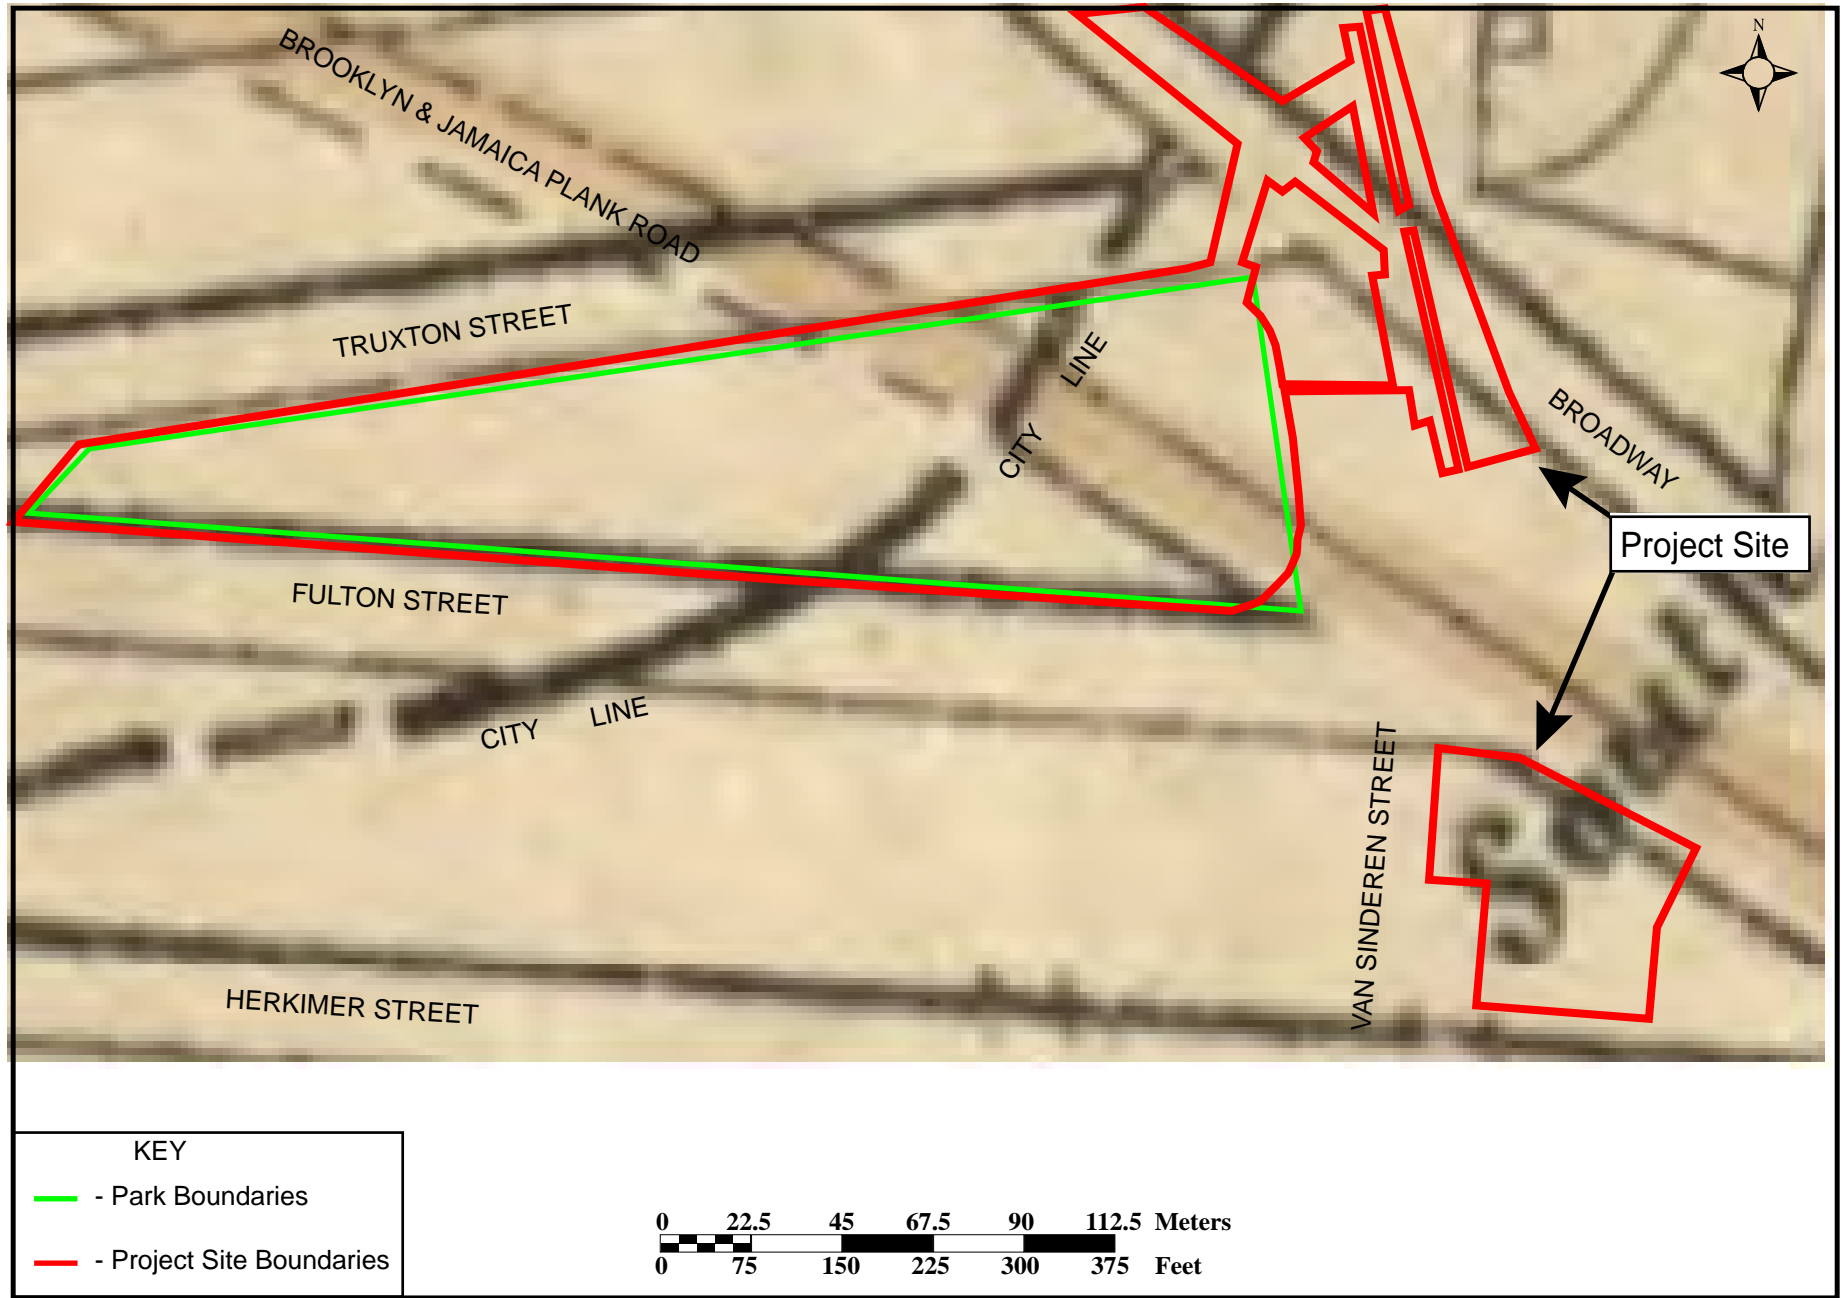 N
BROOKLYN & JAMAICA PLANK ROAD
TRUXTON STREET
CITY LINE
BROADWAY
Project Site
FULTON STREET
CITY LINE
VAN SINDEREN STREET
HERKIMER STREET
KEY
- Park Boundaries
- Project Site Boundaries
0 22.5 45 67.5 90 112.5 Meters
0 75 150 225 300 375 Feet